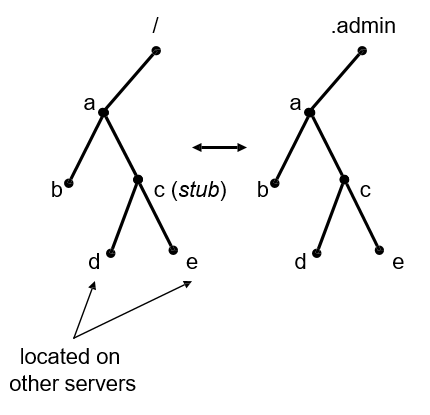 /
.admin
a
a
b
c (stub)
b
c
d
e
d
e
located on
other servers